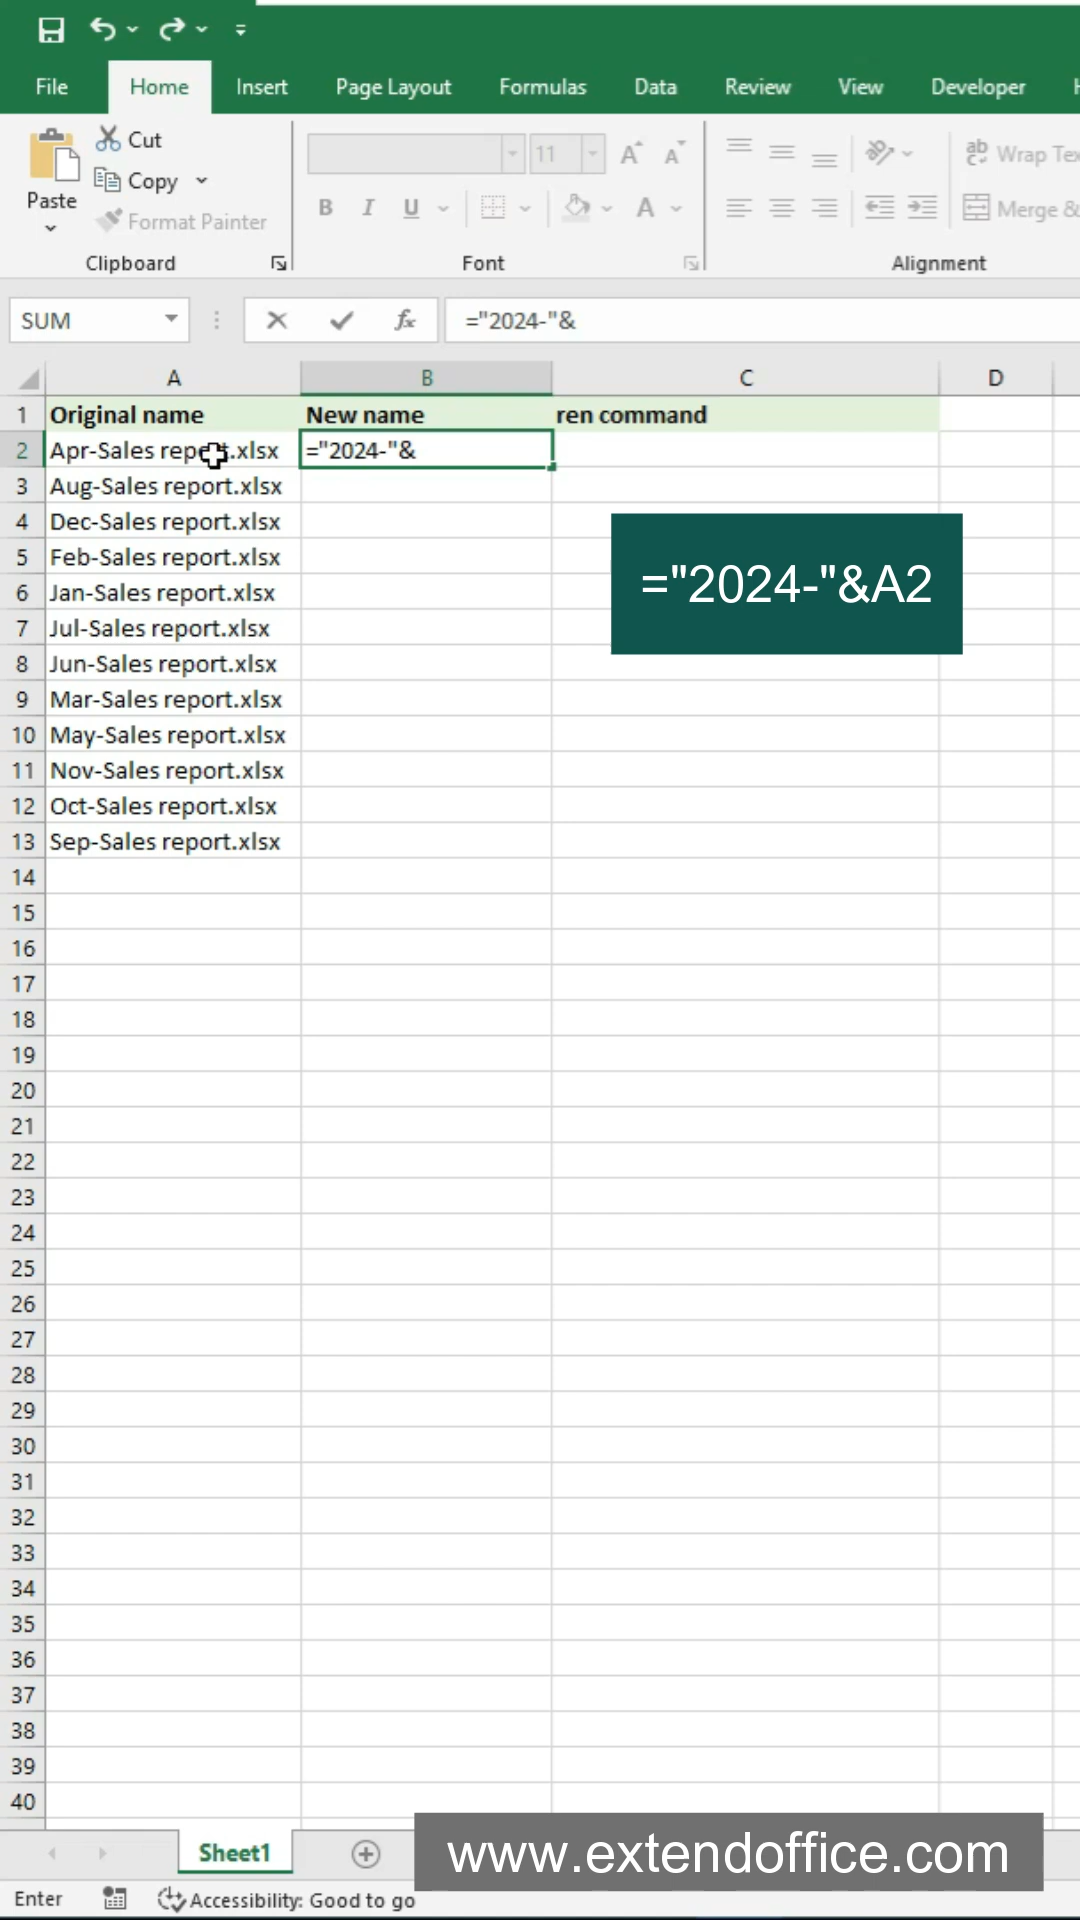 File Home Insert Page Layout Formulas Data Review View Developer
Paste
Cut
Copy
Format Painter
Clipboard
11
B I U
Font
ab
Wrap Tex
Merge &
Alignment
SUM
fx
="2024-"&
A B C D
1 Original name New name ren command
2 Apr-Sales report.xlsx ="2024-"&
3 Aug-Sales report.xlsx
4 Dec-Sales report.xlsx
="2024-"&A2
5 Feb-Sales report.xlsx
6 Jan-Sales report.xlsx
7 Jul-Sales report.xlsx
8 Jun-Sales report.xlsx
9 Mar-Sales report.xlsx
10 May-Sales report.xlsx
11 Nov-Sales report.xlsx
12 Oct-Sales report.xlsx
13 Sep-Sales report.xlsx
14
15
16
17
18
19
20
21
22
23
24
25
26
27
28
29
30
31
32
33
34
35
36
37
38
39
40
Sheet1
www.extendoffice.com
Enter
Accessibility: Good to go